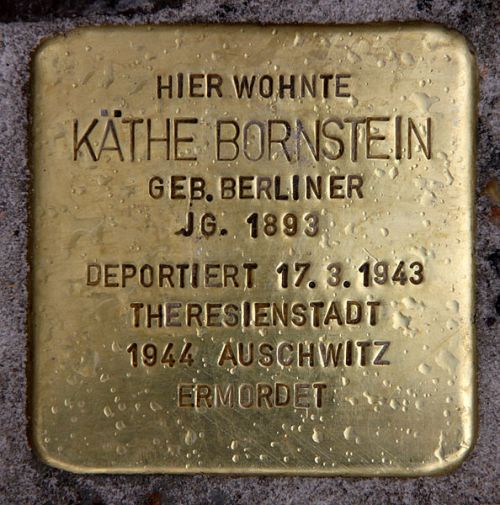 HIER WOHNTE
KÄTHE BORNSTEIN
GEB. BERLINER
JG. 1893
DEPORTIERT 17.3.1943
THERESIENSTADT
1944 AUSCHWITZ
ERMORDET